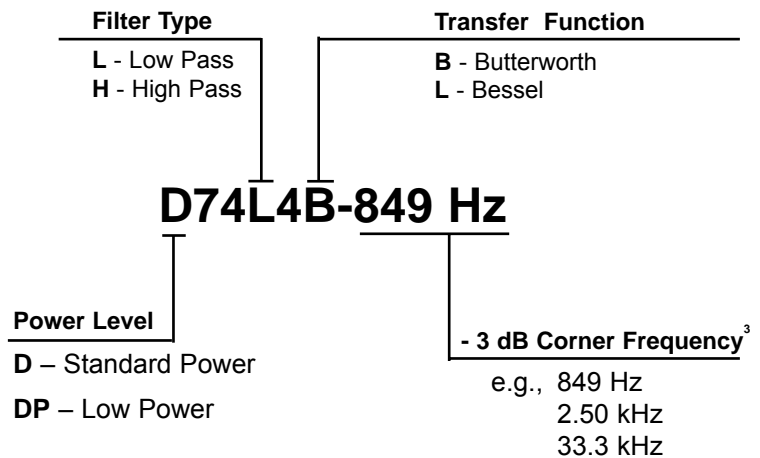 Filter Type
L - Low Pass
H - High Pass
Transfer Function
B - Butterworth
L - Bessel
D74L4B-849 Hz
Power Level
D – Standard Power
DP – Low Power
- 3 dB Corner Frequency³
e.g., 849 Hz
2.50 kHz
33.3 kHz